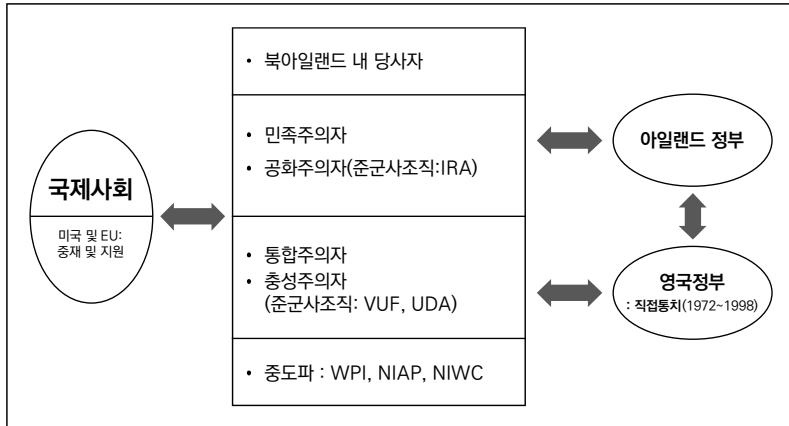 국제사회
미국 및 EU:
중재 및 지원
• 북아일랜드 내 당사자
• 민족주의자
• 공화주의자(준군사조직:IRA)
• 통합주의자
• 충성주의자
(준군사조직: VUF, UDA)
• 중도파 : WPI, NIAP, NIWC
아일랜드 정부
영국정부
: 직접통치(1972~1998)